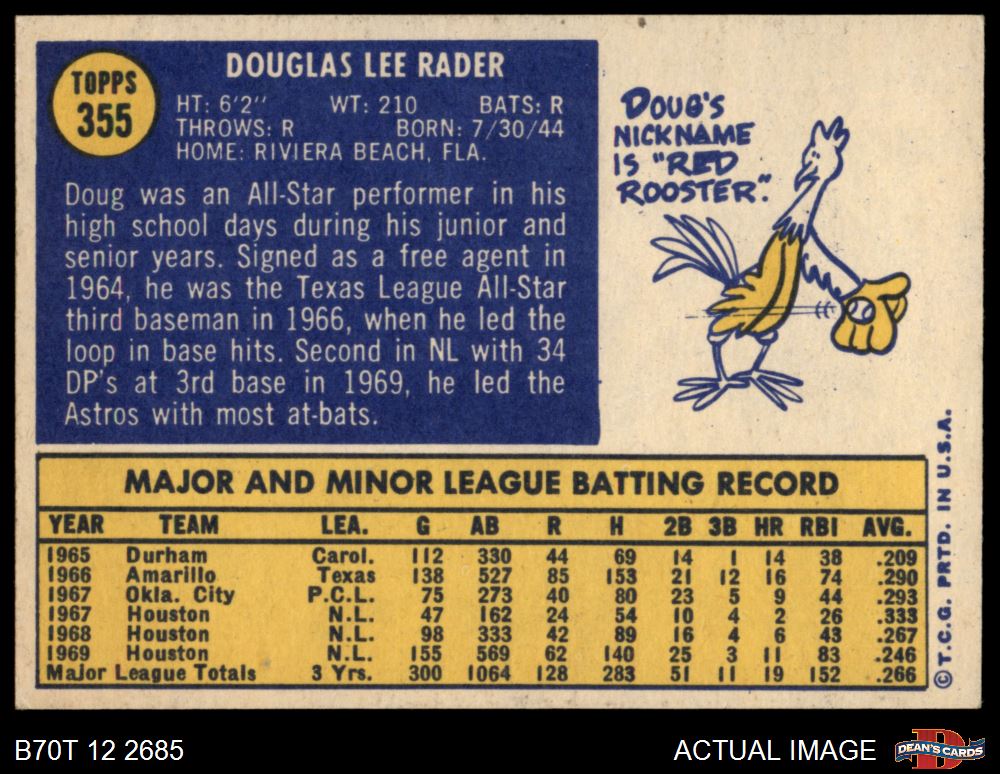 TOPPS
355
DOUGLAS LEE RADER
HT: 6'2" WT: 210 BATS: R
THROWS: R BORN: 7/30/44
HOME: RIVIERA BEACH, FLA.
Doug was an All-Star performer in his
high school days during his junior and
senior years. Signed as a free agent in
1964, he was the Texas League All-Star
third baseman in 1966, when he led the
loop in base hits. Second in NL with 34
DP's at 3rd base in 1969, he led the
Astros with most at-bats.
DOUG'S
NICKNAME
IS "RED
ROOSTER."
MAJOR AND MINOR LEAGUE BATTING RECORD
YEAR TEAM LEA. G AB R H 2B 3B HR RBI AVG.
1965 Durham Carol. 112 330 44 69 14 1 14 38 .209
1966 Amarillo Texas 138 527 85 153 21 12 16 74 .290
1967 Okla. City P.C.L. 75 273 40 80 23 5 9 44 .293
1967 Houston N.L. 47 162 24 54 10 4 2 26 .333
1968 Houston N.L. 98 333 42 89 16 4 6 43 .267
1969 Houston N.L. 155 569 62 140 25 3 11 83 .246
Major League Totals 3 Yrs. 300 1064 128 283 51 11 19 152 .266
©T.C.G. PRTD. IN U.S.A.
B70T 12 2685
ACTUAL IMAGE
DEAN'S CARDS